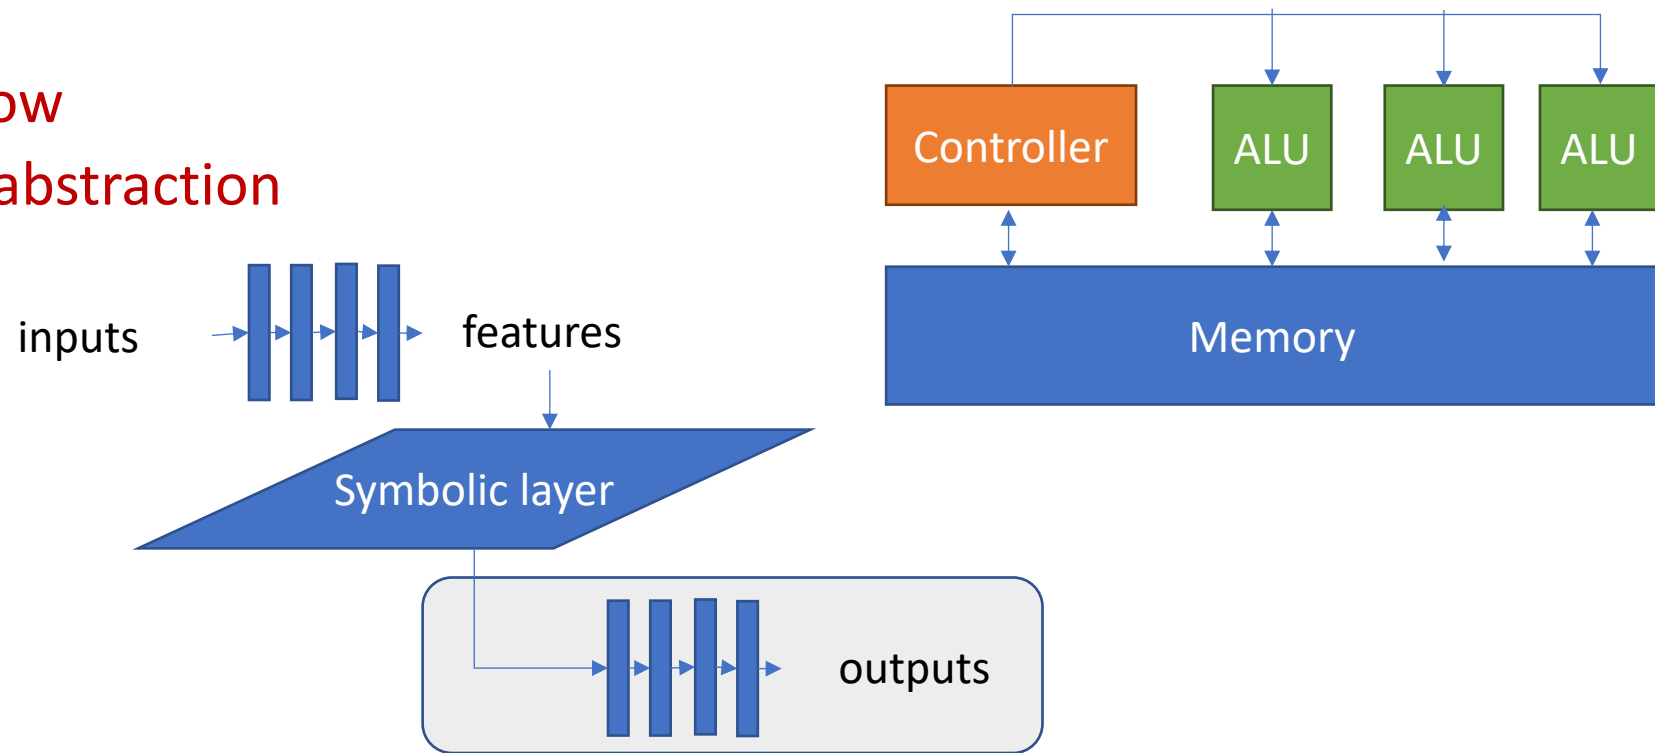 ow
abstraction
Controller
ALU
ALU
ALU
Memory
inputs
features
Symbolic layer
outputs